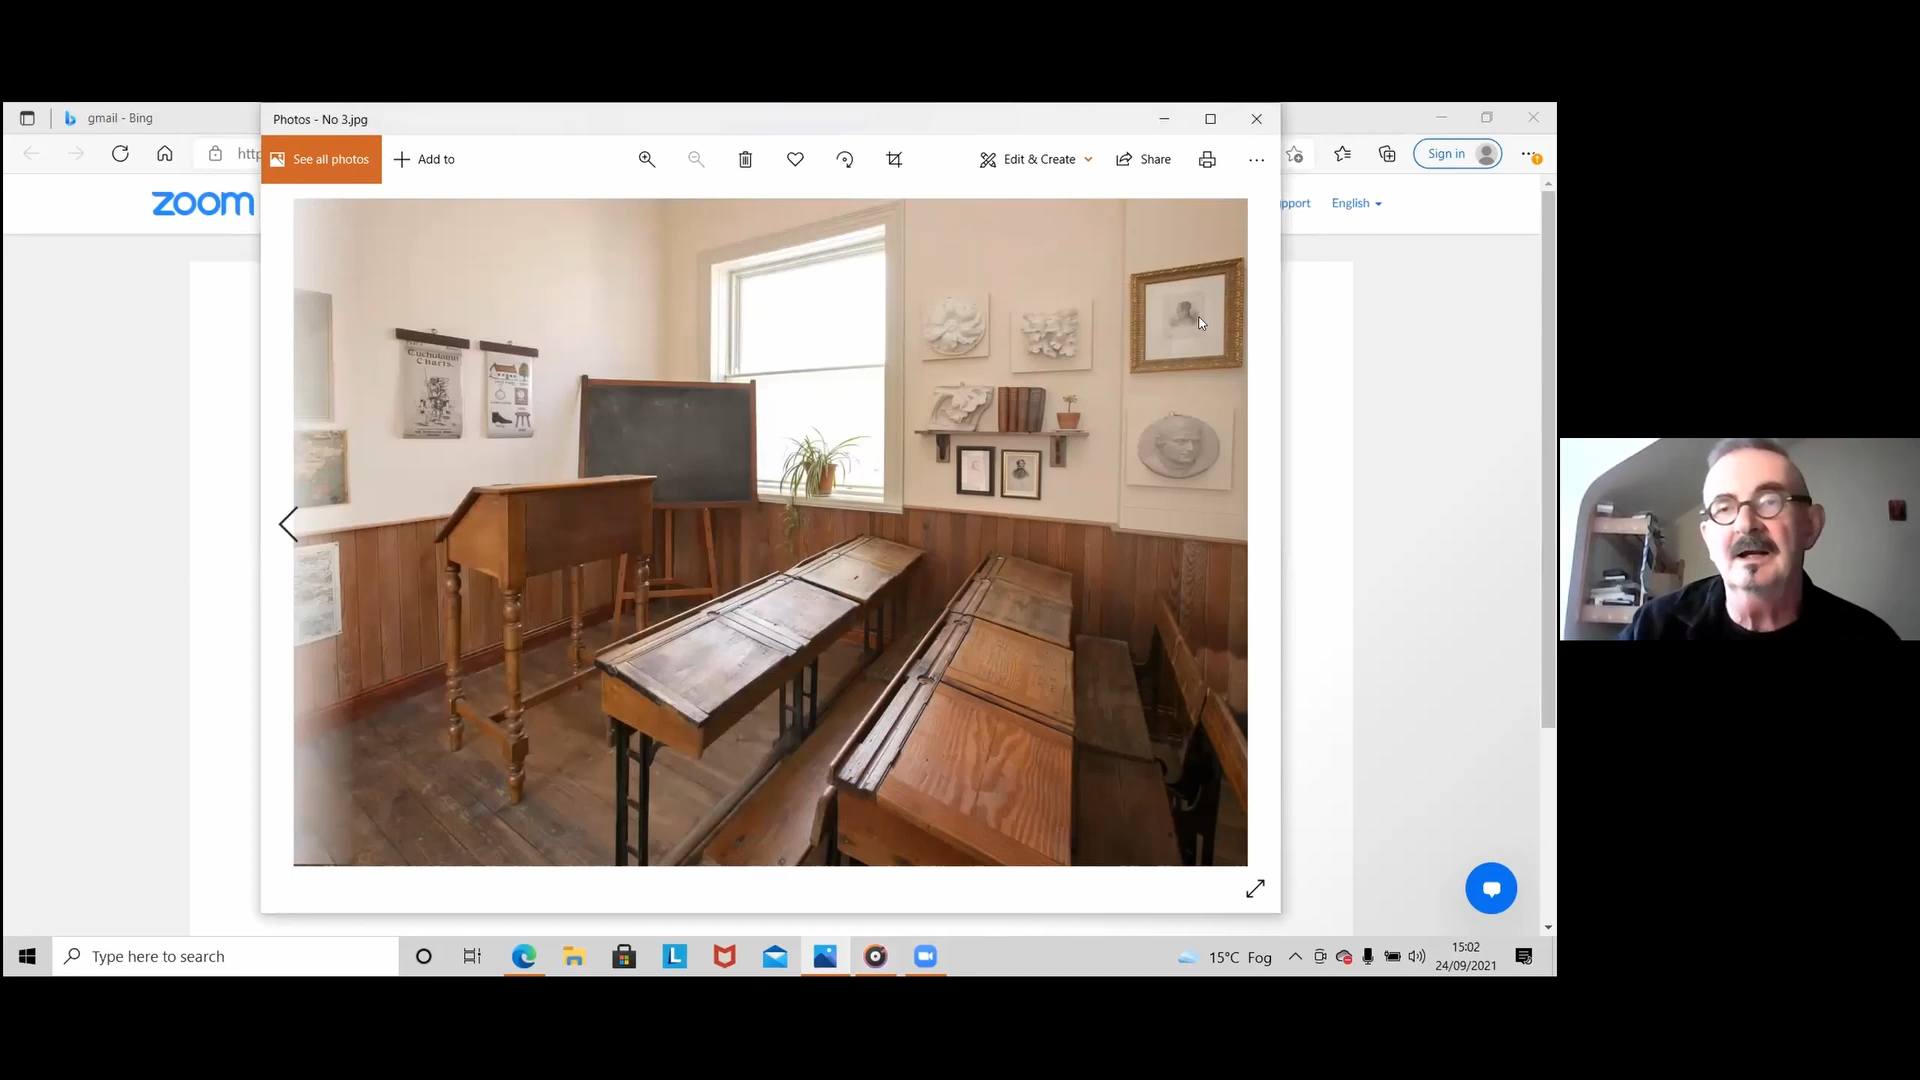 gmail - Bing
Photos - No 3.jpg
See all photos
Add to
Edit & Create
Share
http
Sign in
zoom
pport
English
Cuchulainn
Charts.
Type here to search
15°C Fog
15:02
24/09/2021